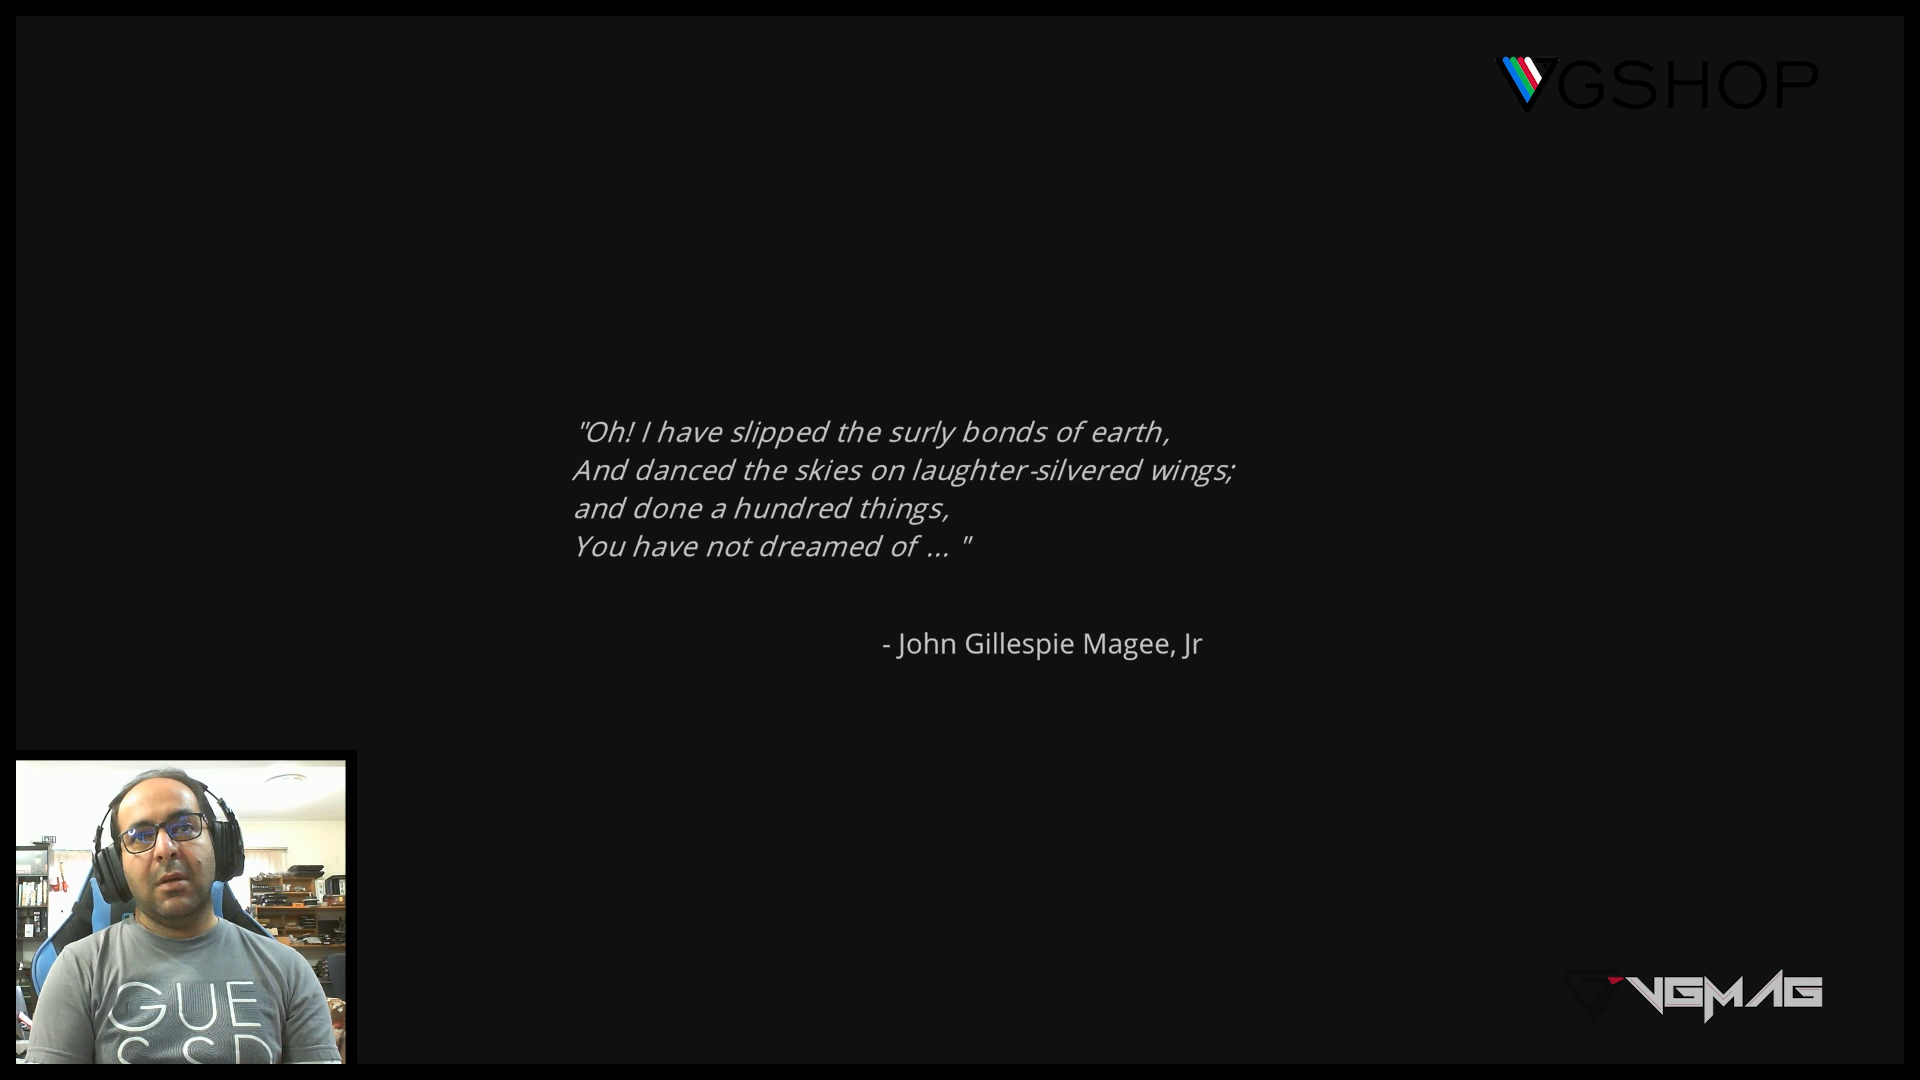 VGSHOP
"Oh! I have slipped the surly bonds of earth,
And danced the skies on laughter-silvered wings;
and done a hundred things,
You have not dreamed of ... "
- John Gillespie Magee, Jr
GUE
VGMAG